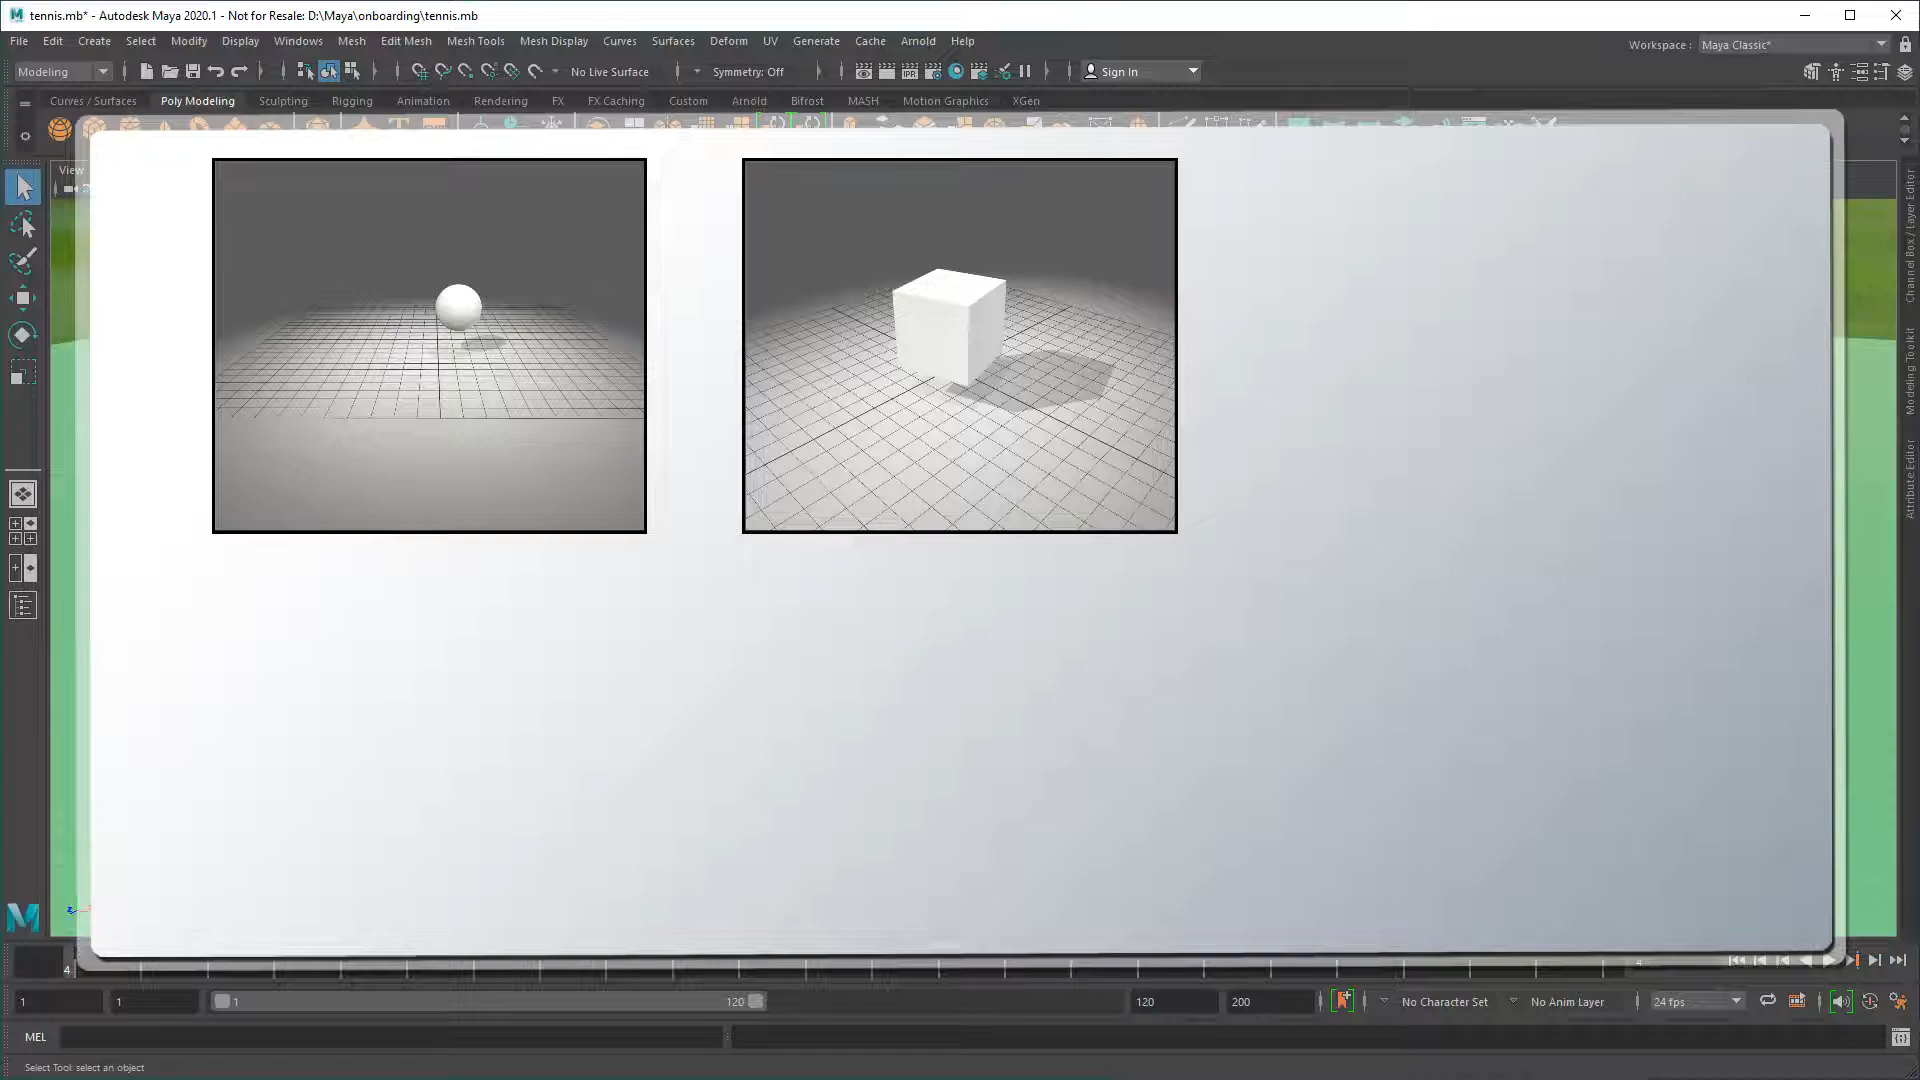 tennis.mb* - Autodesk Maya 2020.1 - Not for Resale: D:\Maya\onboarding\tennis.mb
File Edit Create Select Modify Display Windows Mesh Edit Mesh Mesh Tools Mesh Display Curves Surfaces Deform UV Generate Cache Arnold Help
Workspace : Maya Classic*
Modeling No Live Surface Symmetry: Off IPR Sign In
Curves / Surfaces Poly Modeling Sculpting Rigging Animation Rendering FX FX Caching Custom Arnold Bifrost MASH Motion Graphics XGen
View
Channel Box / Layer Editor
Modeling Toolkit
Attribute Editor
4
1 1 1 120 120 200 No Character Set No Anim Layer 24 fps
MEL
Select Tool: select an object